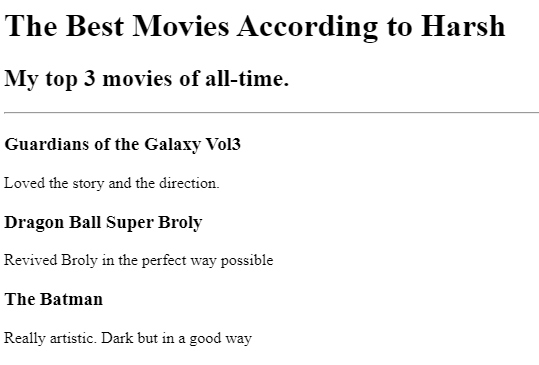 The Best Movies According to Harsh
My top 3 movies of all-time.
Guardians of the Galaxy Vol3
Loved the story and the direction.
Dragon Ball Super Broly
Revived Broly in the perfect way possible
The Batman
Really artistic. Dark but in a good way